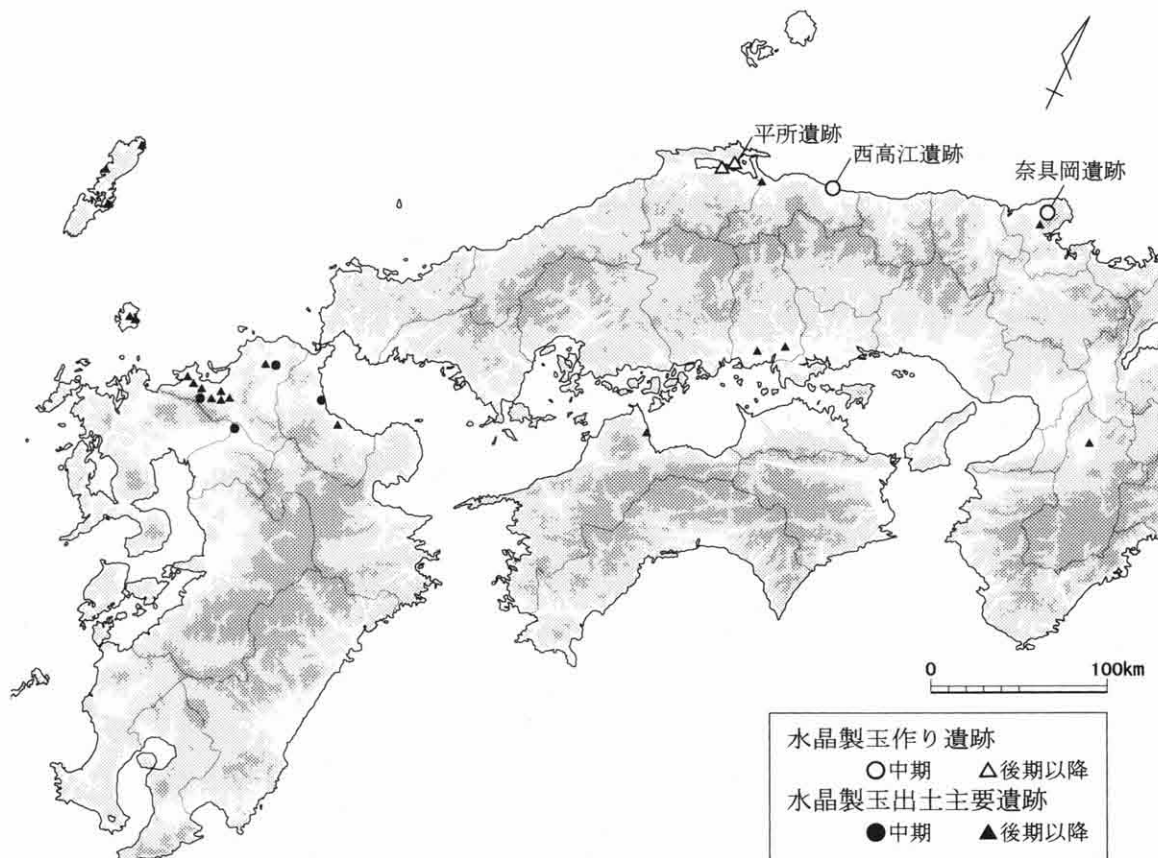 平所遺跡
西高江遺跡
奈具岡遺跡
0 100km
水晶製玉作り遺跡
○中期 △後期以降
水晶製玉出土主要遺跡
●中期 ▲後期以降